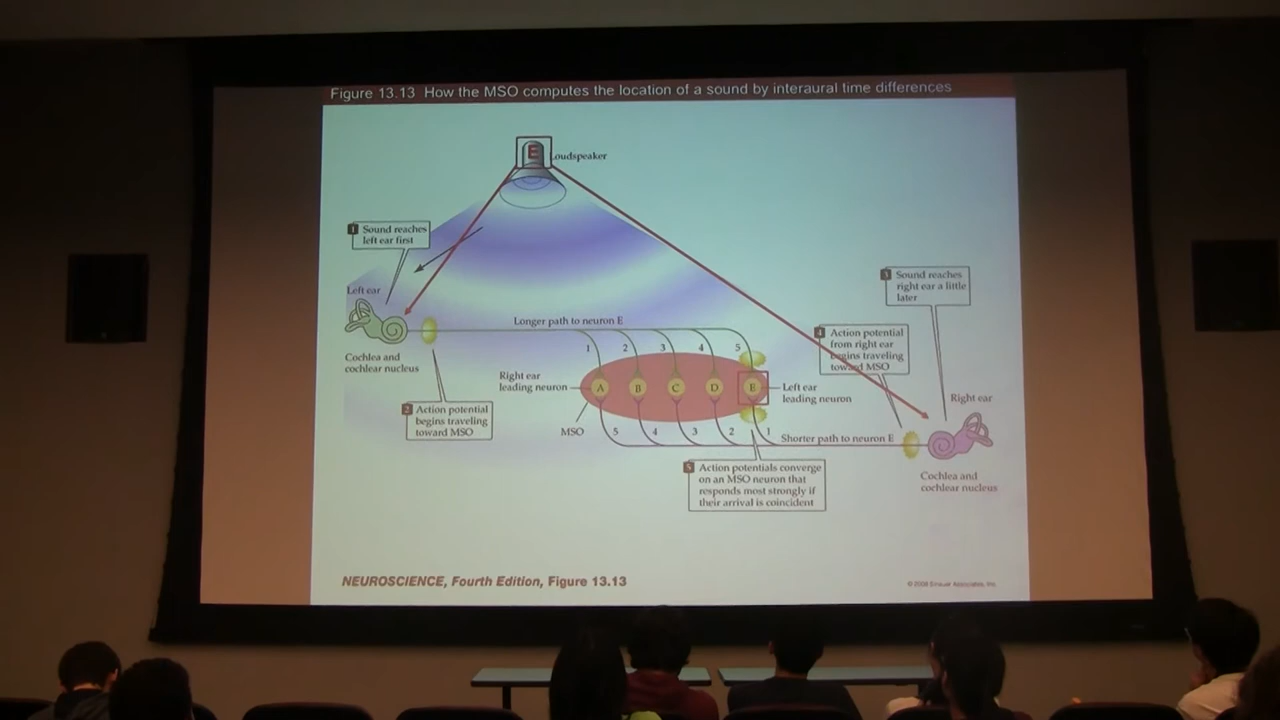 Figure 13.13 How the MSO computes the location of a sound by interaural time differences
E
Loudspeaker
1 Sound reaches
left ear first
Left ear
Cochlea and
cochlear nucleus
2 Action potential
begins traveling
toward MSO
Longer path to neuron E
1 2 3 4 5
Right ear
leading neuron
A B C D E
Left ear
leading neuron
MSO
5 4 3 2 1
Shorter path to neuron E
3 Sound reaches
right ear a little
later
4 Action potential
from right ear
begins traveling
toward MSO
Right ear
Cochlea and
cochlear nucleus
5 Action potentials converge
on an MSO neuron that
responds most strongly if
their arrival is coincident
NEUROSCIENCE, Fourth Edition, Figure 13.13
© 2008 Sinauer Associates, Inc.